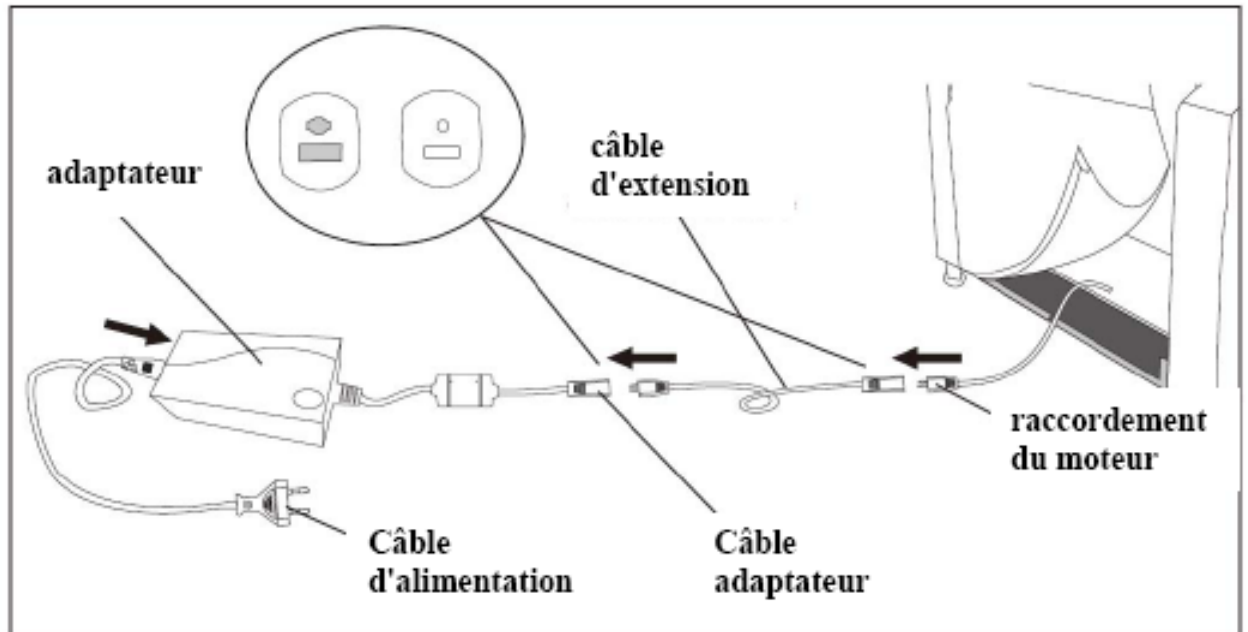 adaptateur
câble
d'extension
raccordement
du moteur
Câble
d'alimentation
Câble
adaptateur